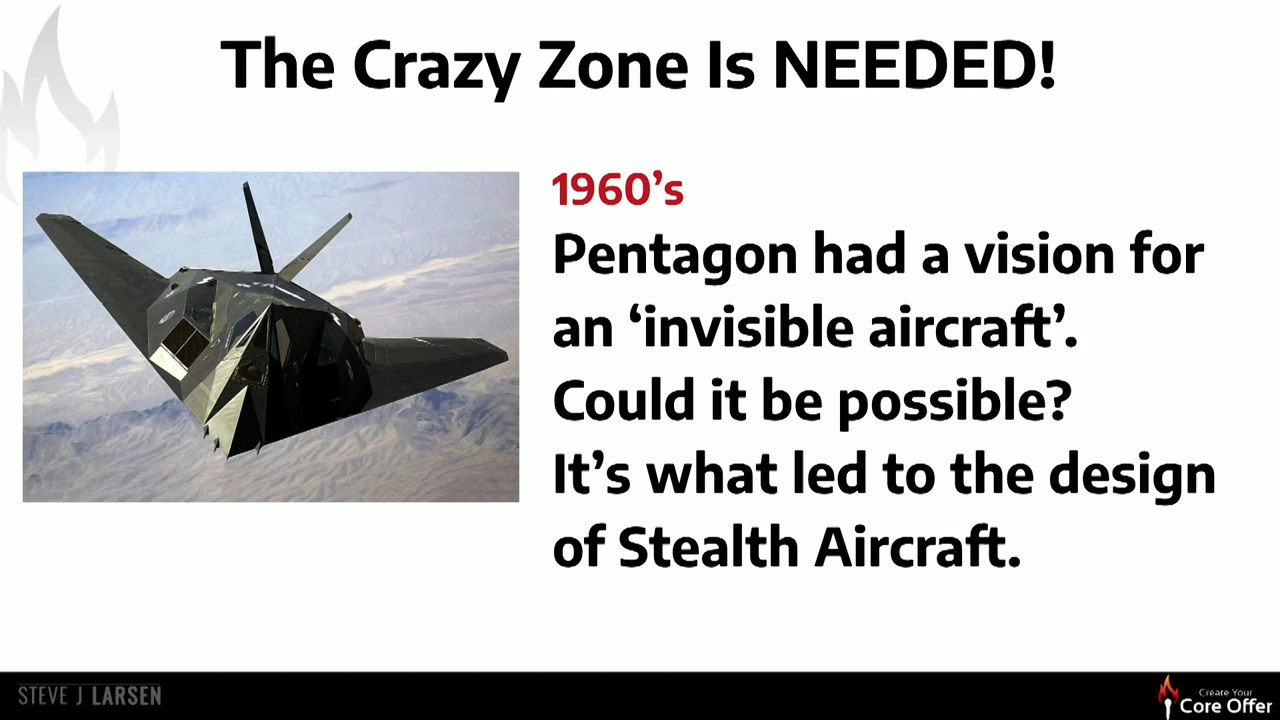 The Crazy Zone Is NEEDED!
1960’s
Pentagon had a vision for
an ‘invisible aircraft’.
Could it be possible?
It’s what led to the design
of Stealth Aircraft.
STEVE J LARSEN
Create Your
Core Offer